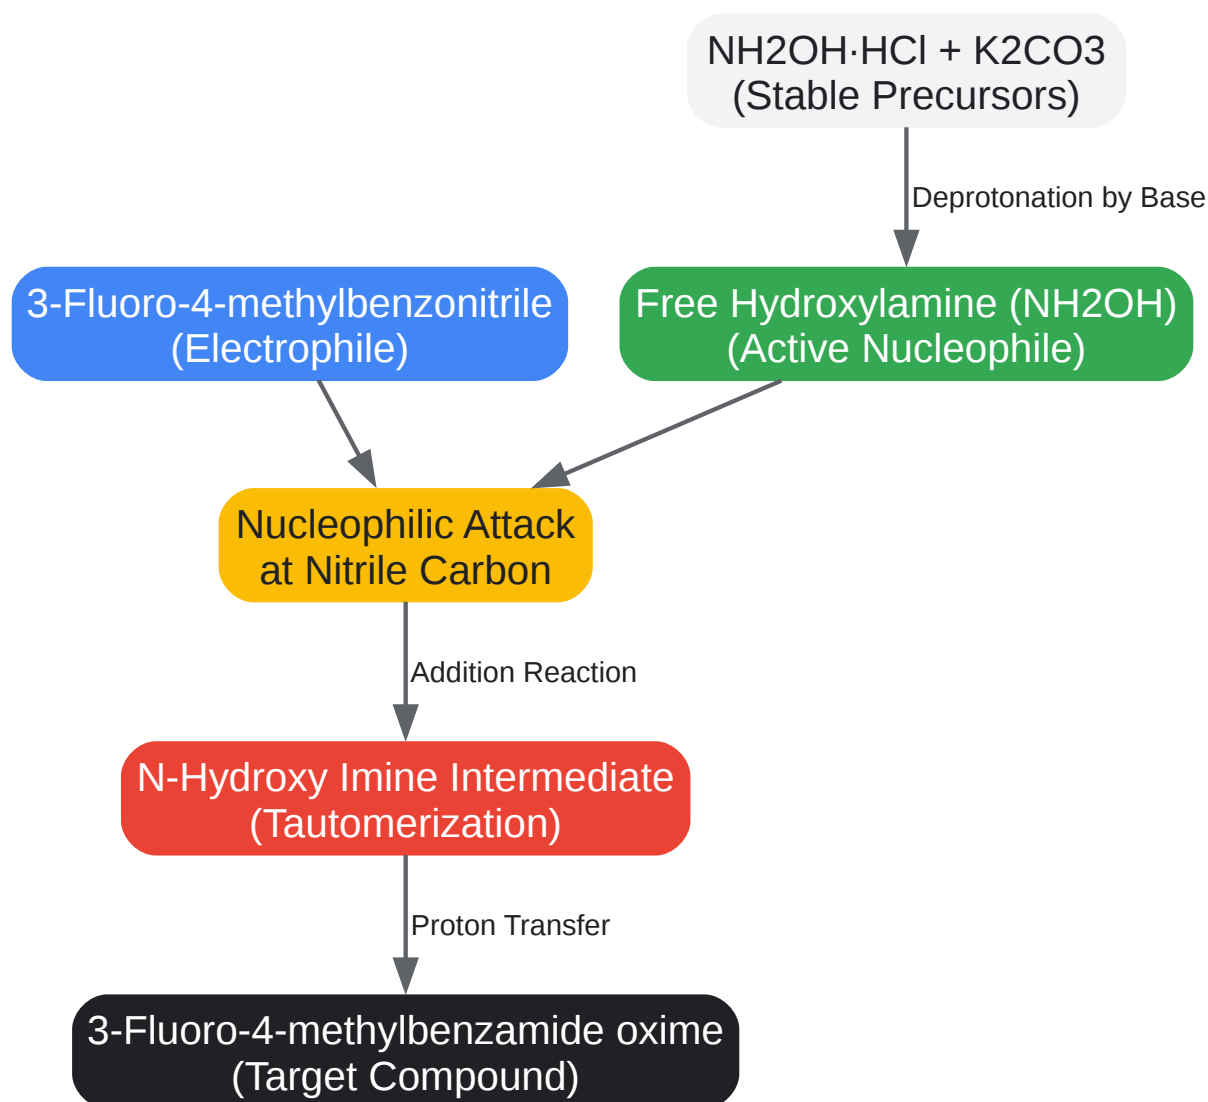 NH2OH·HCl + K2CO3
(Stable Precursors)
Deprotonation by Base
3-Fluoro-4-methylbenzonitrile
(Electrophile)
Free Hydroxylamine (NH2OH)
(Active Nucleophile)
Nucleophilic Attack
at Nitrile Carbon
Addition Reaction
N-Hydroxy Imine Intermediate
(Tautomerization)
Proton Transfer
3-Fluoro-4-methylbenzamide oxime
(Target Compound)